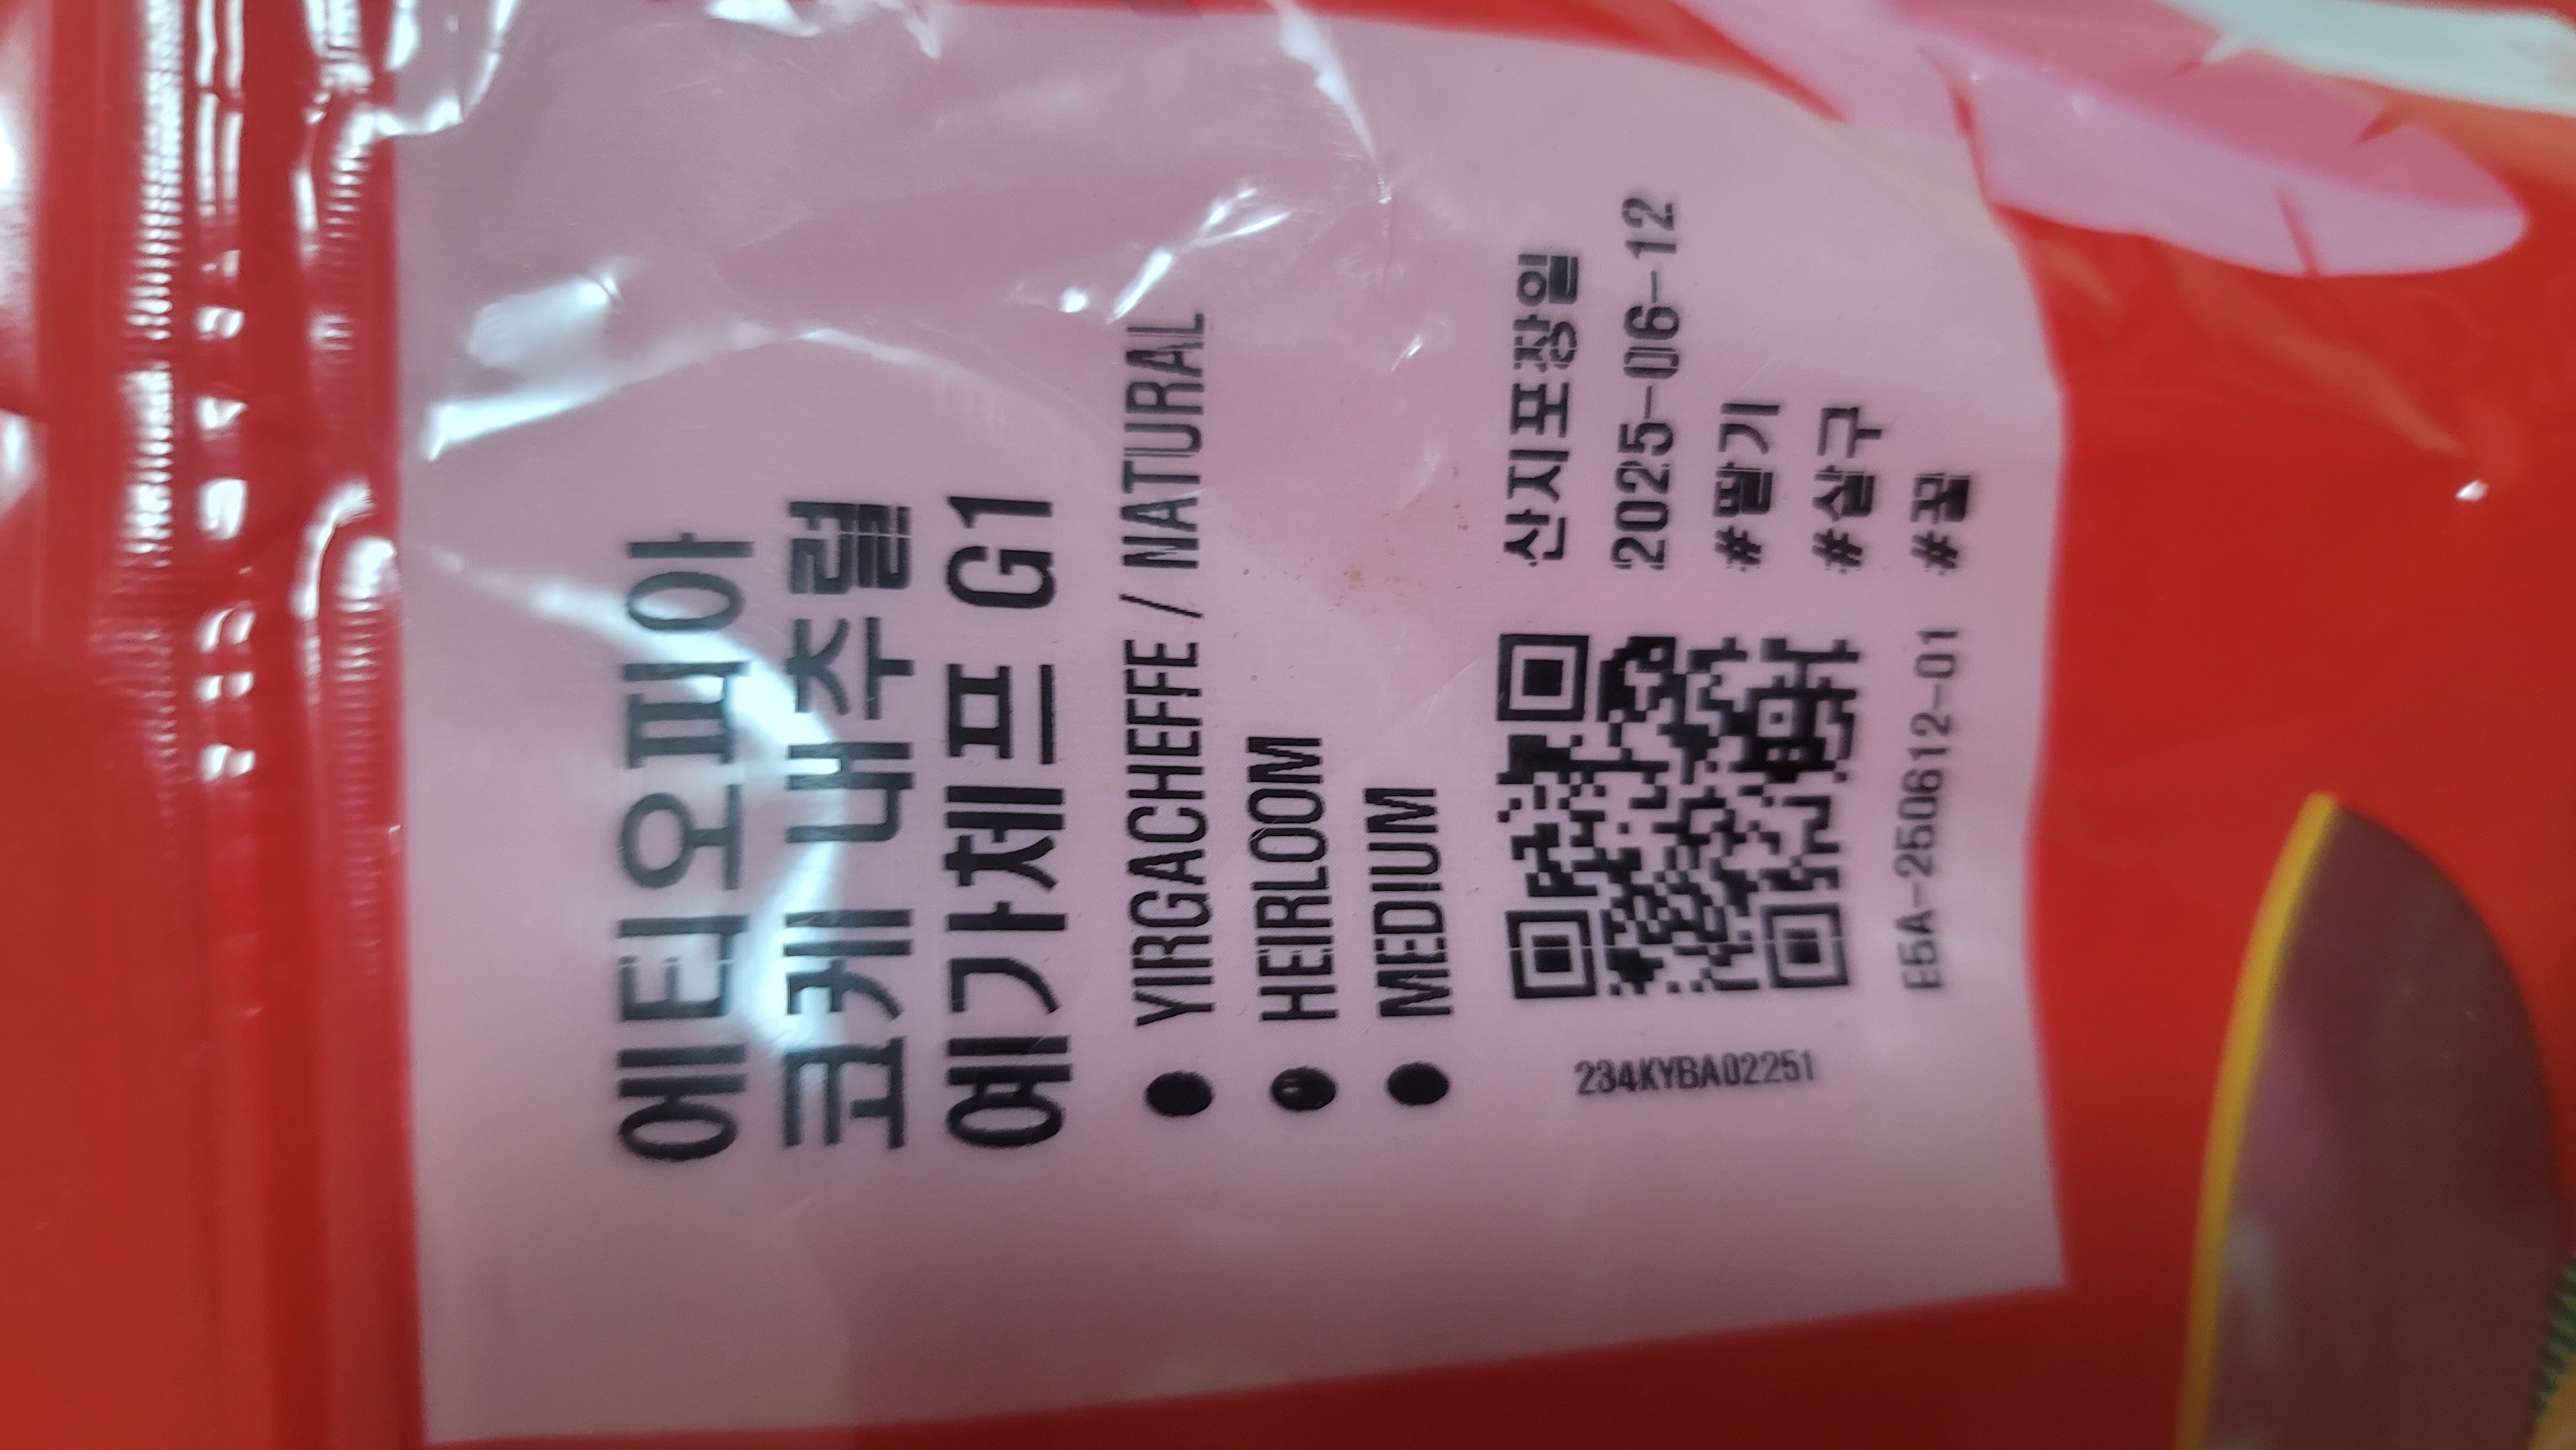 에티오피아
코케 내추럴
예가체프 G1
● YIRGACHEFFE / NATURAL
● HEIRLOOM
● MEDIUM
산지포장일
2025-06-12
#딸기
#살구
#꿀
234KYBA02251
E5A-250612-01